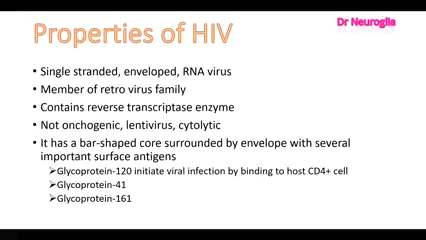 Dr Neuroglia
Properties of HIV
• Single stranded, enveloped, RNA virus
• Member of retro virus family
• Contains reverse transcriptase enzyme
• Not onchogenic, lentivirus, cytolytic
• It has a bar-shaped core surrounded by envelope with several
important surface antigens
➢Glycoprotein-120 initiate viral infection by binding to host CD4+ cell
➢Glycoprotein-41
➢Glycoprotein-161